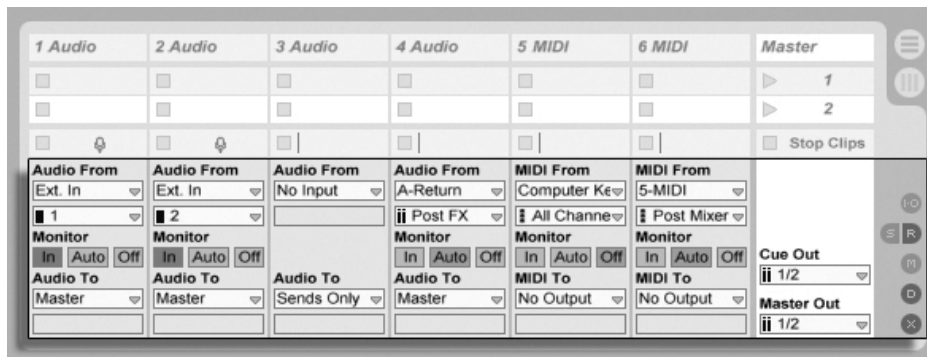 1 Audio 2 Audio 3 Audio 4 Audio 5 MIDI 6 MIDI Master
1
2
Stop Clips
Audio From Audio From Audio From Audio From MIDI From MIDI From
Ext. In Ext. In No Input A-Return Computer Ke 5-MIDI
1 2 Post FX All Channe Post Mixer
Monitor Monitor Monitor Monitor Monitor
In Auto Off In Auto Off In Auto Off In Auto Off In Auto Off
Cue Out
Audio To Audio To Audio To Audio To MIDI To MIDI To
1/2
Master Master Sends Only Master No Output No Output
Master Out
1/2
I-O
S R
M
D
X